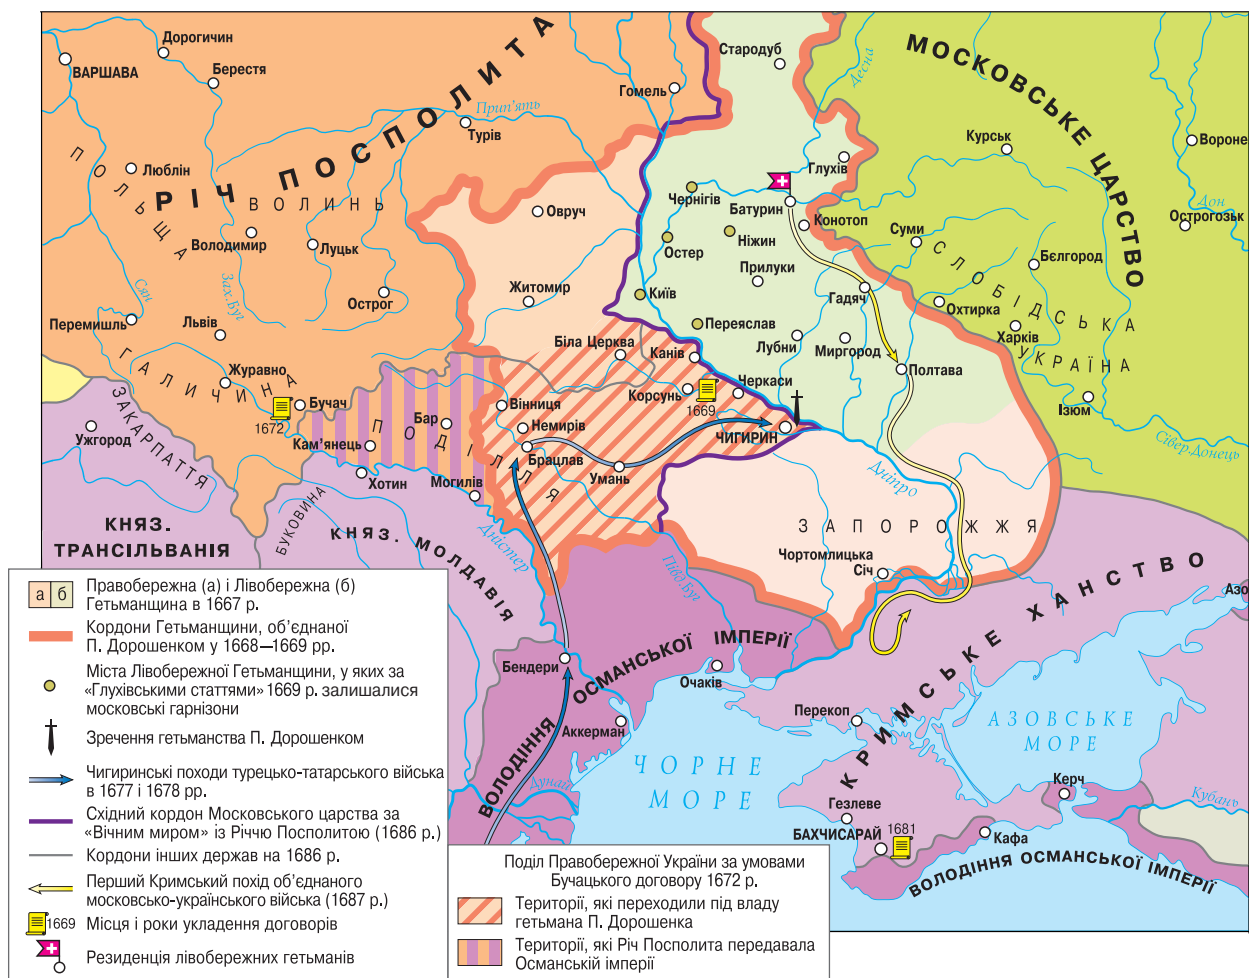 РІЧ ПОСПОЛИТА
МОСКОВСЬКЕ ЦАРСТВО
Дорогичин
ВАРШАВА
Берестя
Стародуб
Десна
Гомель
Прип'ять
Турів
Курськ
Вороне
ПОЛЬЩА
Люблін
ВОЛИНЬ
Глухів
Чернігів
Батурин
Конотоп
Дон
Острогозьк
Овруч
Володимир
Луцьк
Остер
Ніжин
Суми
СЛОБІДСЬКА УКРАЇНА
Бєлгород
Прилуки
Зах.Буг
Сян
Острог
Житомир
Київ
Гадяч
Охтирка
Перемишль
Львів
Переяслав
Харків
Біла Церква
Канів
Лубни
Миргород
ГАЛИЧИНА
Журавно
Полтава
Черкаси
Корсунь
1669
ЗАКАРПАТТЯ
Бучач
1672
Вінниця
Ізюм
Бар
ПОДІЛЛЯ
Немирів
ЧИГИРИН
Ужгород
Кам'янець
Брацлав
Сівер.Донець
Хотин
Могилів
Умань
Дніпро
БУКОВИНА
КНЯЗ.
ТРАНСІЛЬВАНІЯ
КНЯЗ. МОЛДАВІЯ
Дністер
ЗАПОРОЖЖЯ
Півд.Буг
Чортомлицька
Січ
КРИМСЬКЕ ХАНСТВО
Азо
Бендери
ВОЛОДІННЯ ОСМАНСЬКОЇ ІМПЕРІЇ
Очаків
Аккерман
Перекоп
АЗОВСЬКЕ
МОРЕ
ЧОРНЕ
МОРЕ
Дунай
Керч
Кубань
Гезлеве
БАХЧИСАРАЙ
1681
Кафа
ВОЛОДІННЯ ОСМАНСЬКОЇ ІМПЕРІЇ
а б
Правобережна (а) і Лівобережна (б)
Гетьманщина в 1667 р.
Кордони Гетьманщини, об'єднаної
П. Дорошенком у 1668—1669 рр.
Міста Лівобережної Гетьманщини, у яких за
«Глухівськими статтями» 1669 р. залишалися
московські гарнізони
Зречення гетьманства П. Дорошенком
Чигиринські походи турецько-татарського війська
в 1677 і 1678 рр.
Східний кордон Московського царства за
«Вічним миром» із Річчю Посполитою (1686 р.)
Кордони інших держав на 1686 р.
Перший Кримський похід об'єднаного
московсько-українського війська (1687 р.)
1669
Місця і роки укладення договорів
Резиденція лівобережних гетьманів
Поділ Правобережної України за умовами
Бучацького договору 1672 р.
Території, які переходили під владу
гетьмана П. Дорошенка
Території, які Річ Посполита передавала
Османській імперії